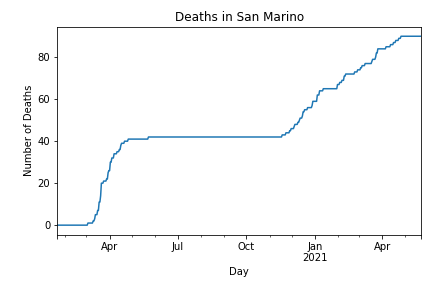 Deaths in San Marino
Number of Deaths
80
60
40
20
0
Apr
Jul
Oct
Jan
2021
Apr
Day